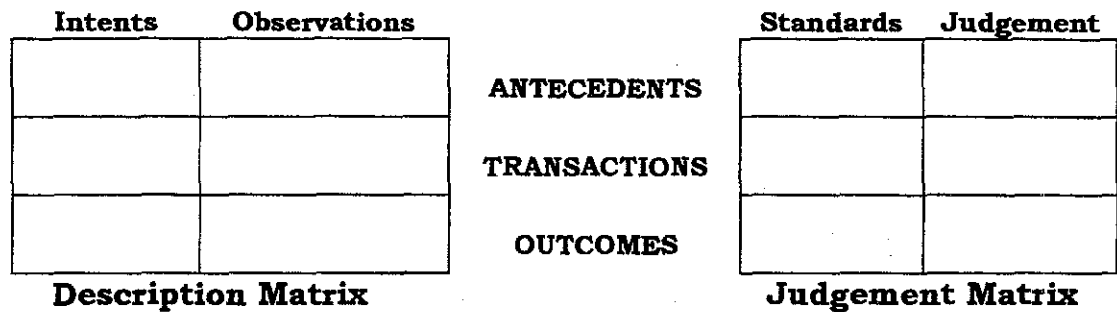 Intents Observations Standards Judgement
ANTECEDENTS
TRANSACTIONS
OUTCOMES
Description Matrix Judgement Matrix